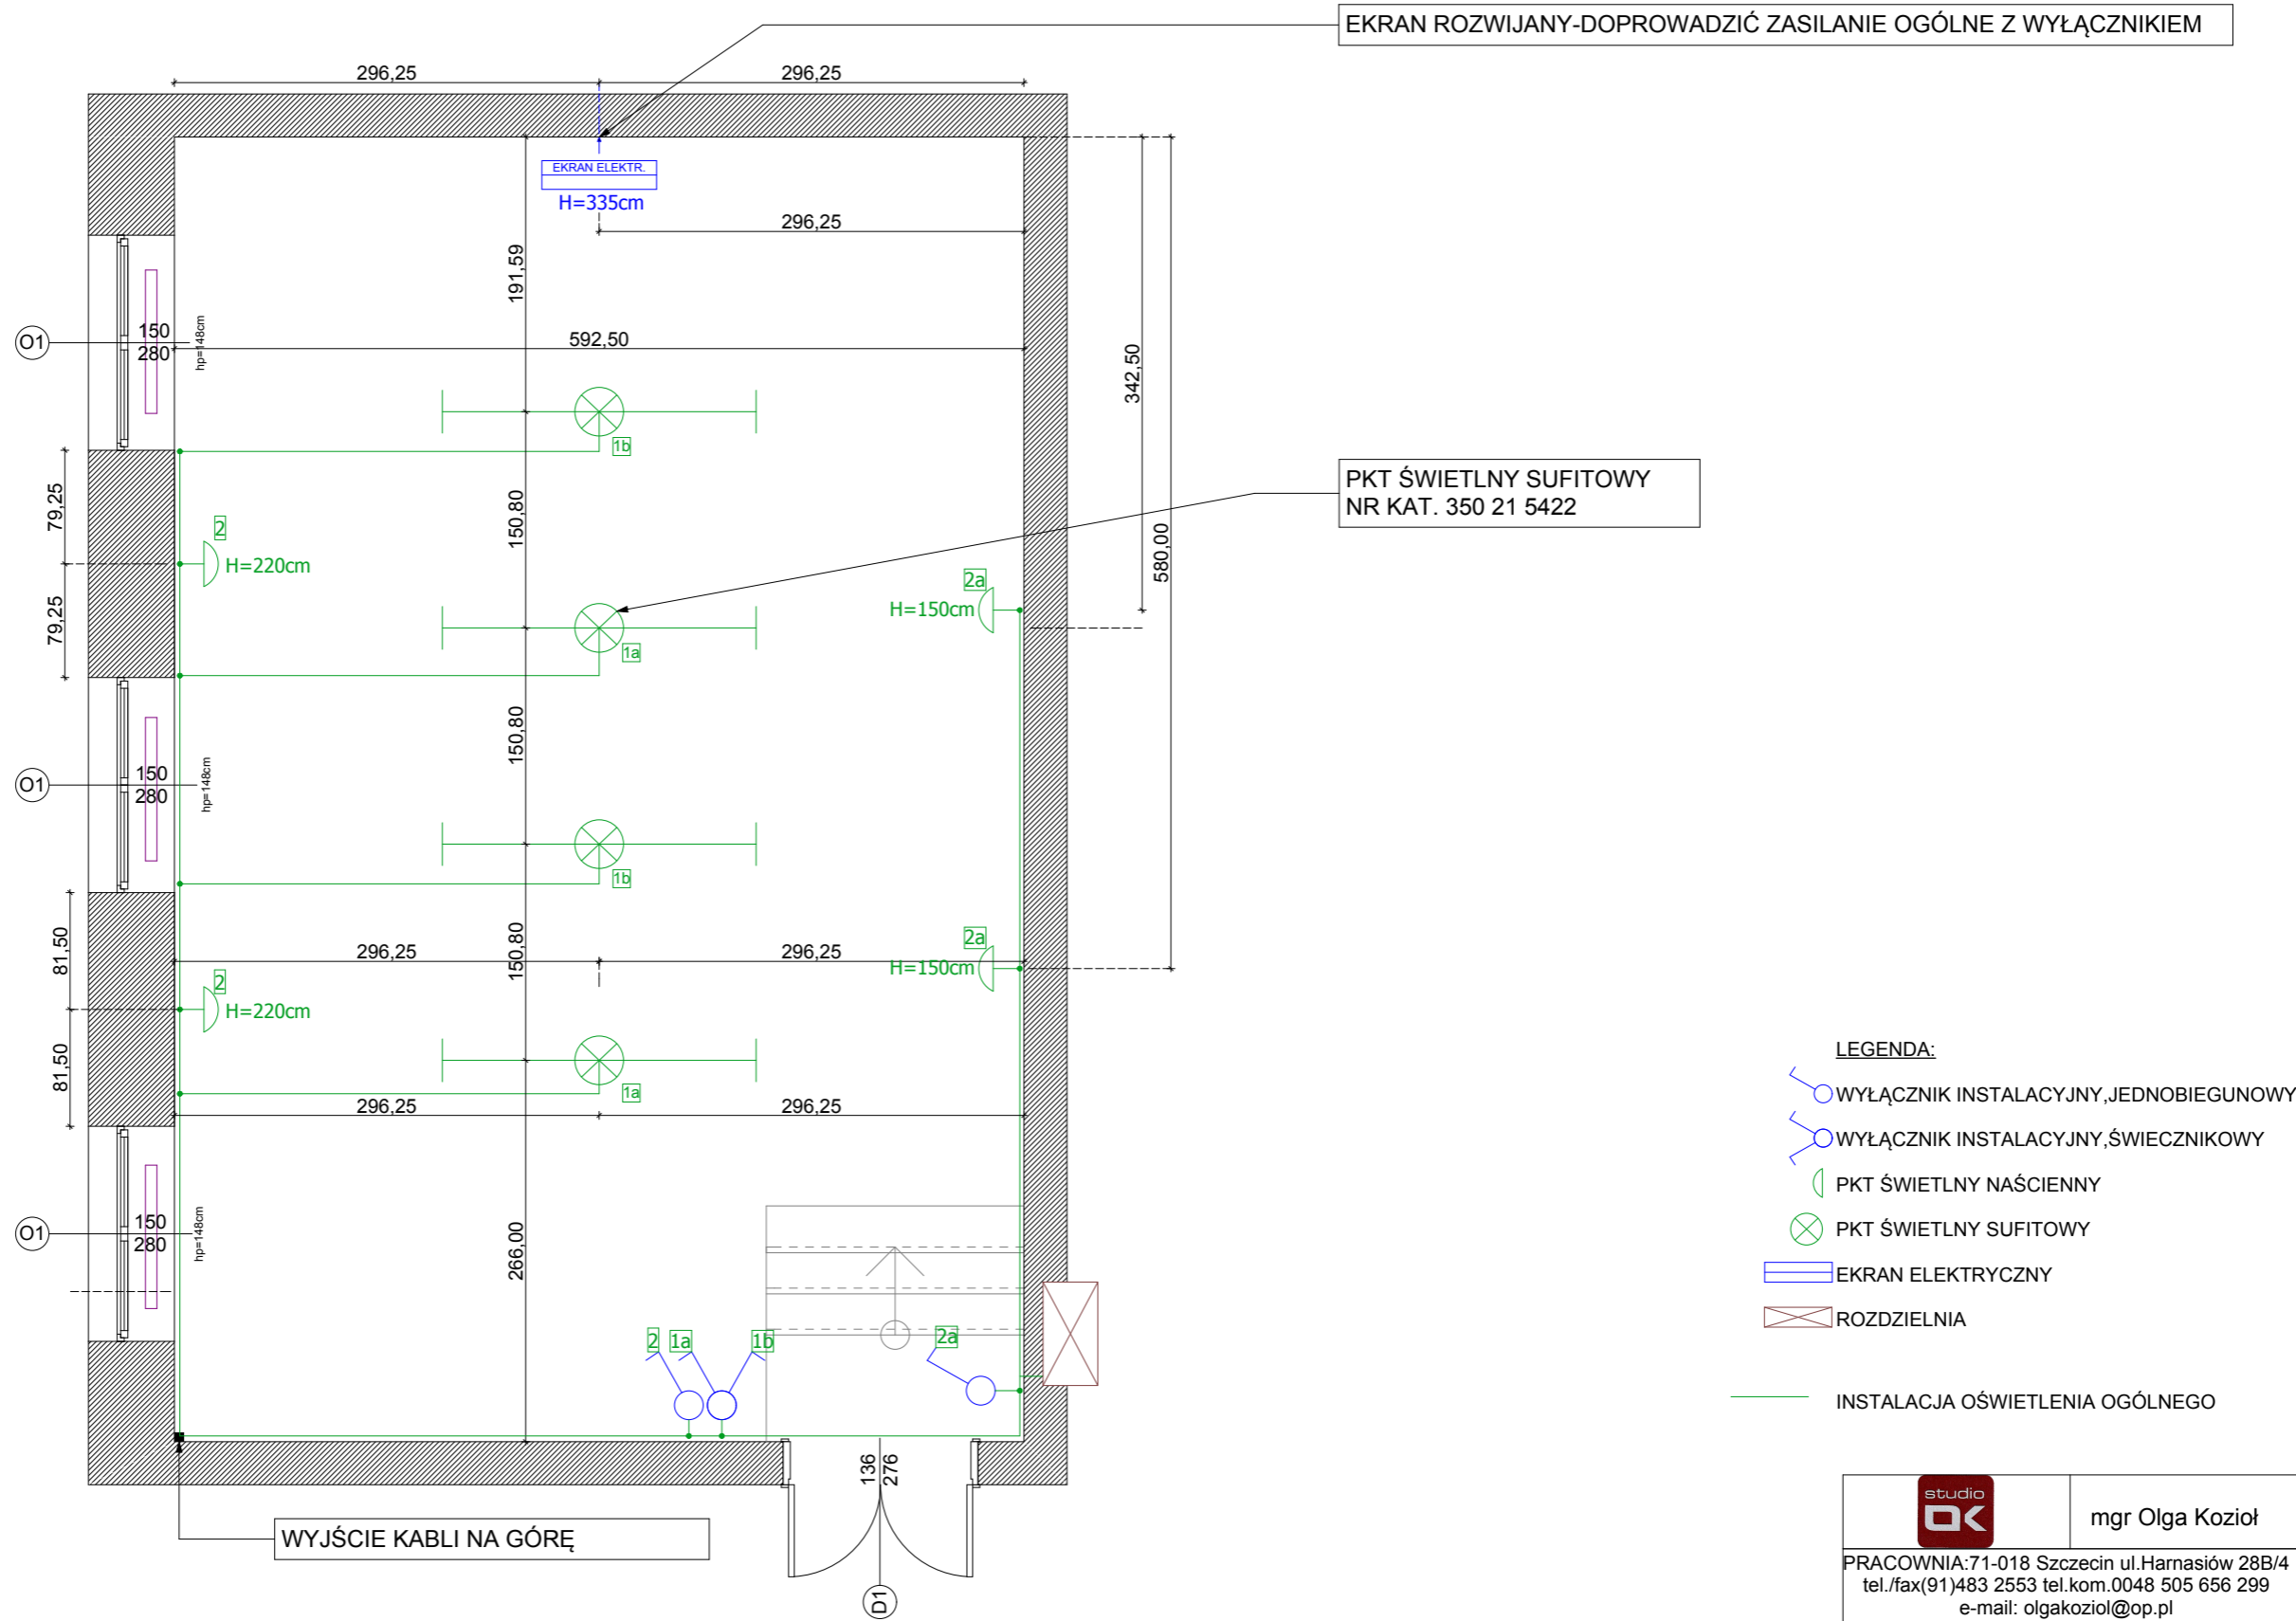 EKRAN ROZWIJANY-DOPROWADZIĆ ZASILANIE OGÓLNE Z WYŁĄCZNIKIEM
296,25
296,25
EKRAN ELEKTR.
H=335cm
296,25
191,59
592,50
O1
150
280
hp=148cm
342,50
1b
PKT ŚWIETLNY SUFITOWY
NR KAT. 350 21 5422
79,25
79,25
150,80
580,00
2
H=220cm
2a
H=150cm
1a
150,80
O1
150
280
hp=148cm
1b
81,50
81,50
296,25
296,25
150,80
2a
H=150cm
2
H=220cm
1a
296,25
296,25
O1
150
280
hp=148cm
266,00
2
1a
1b
2a
136
276
D1
WYJŚCIE KABLI NA GÓRĘ
LEGENDA:
WYŁĄCZNIK INSTALACYJNY,JEDNOBIEGUNOWY
WYŁĄCZNIK INSTALACYJNY,ŚWIECZNIKOWY
PKT ŚWIETLNY NAŚCIENNY
PKT ŚWIETLNY SUFITOWY
EKRAN ELEKTRYCZNY
ROZDZIELNIA
INSTALACJA OŚWIETLENIA OGÓLNEGO
studio
OK
mgr Olga Kozioł
PRACOWNIA:71-018 Szczecin ul.Harnasiów 28B/4
tel./fax(91)483 2553 tel.kom.0048 505 656 299
e-mail: olgakoziol@op.pl